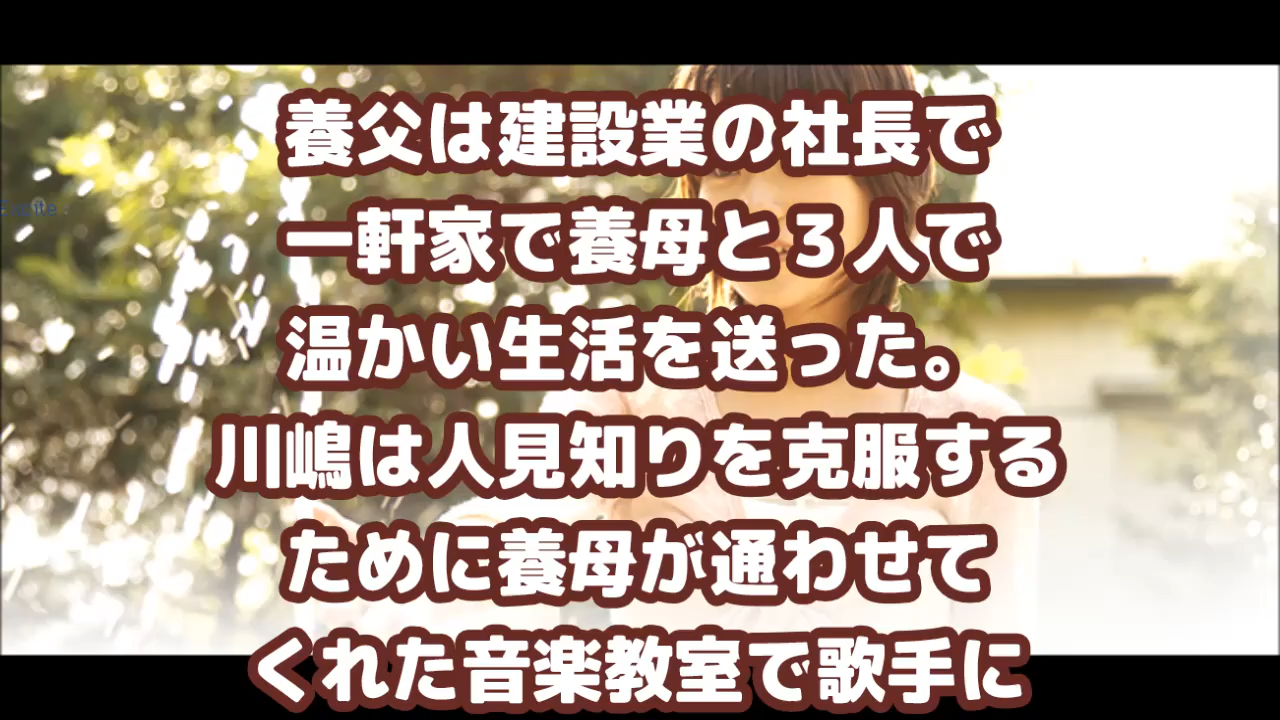 養父は建設業の社長で
一軒家で養母と３人で
温かい生活を送った。
川嶋は人見知りを克服する
ために養母が通わせて
くれた音楽教室で歌手に